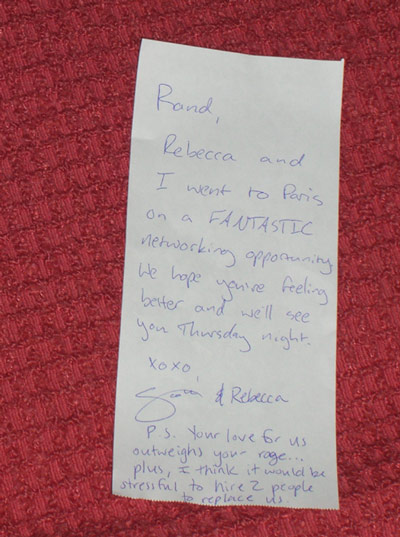 Rand,
Rebecca and
I went to Paris
on a FANTASTIC
networking opportunity
We hope you're feeling
better and we'll see
you Thursday night.
xoxo,
& Rebecca
P.S. Your love for us
outweighs your rage...
plus, I think it would be
stressful to hire 2 people
to replace us